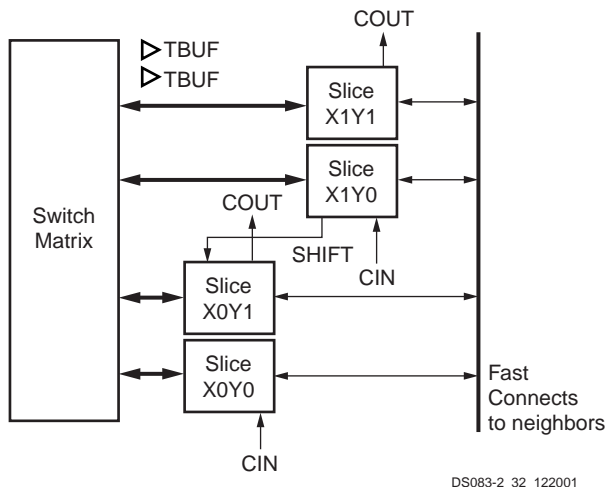 COUT
TBUF
TBUF
Slice
X1Y1
Slice
X1Y0
Switch
Matrix
COUT
SHIFT
CIN
Slice
X0Y1
Slice
X0Y0
Fast
Connects
to neighbors
CIN
DS083-2_32_122001